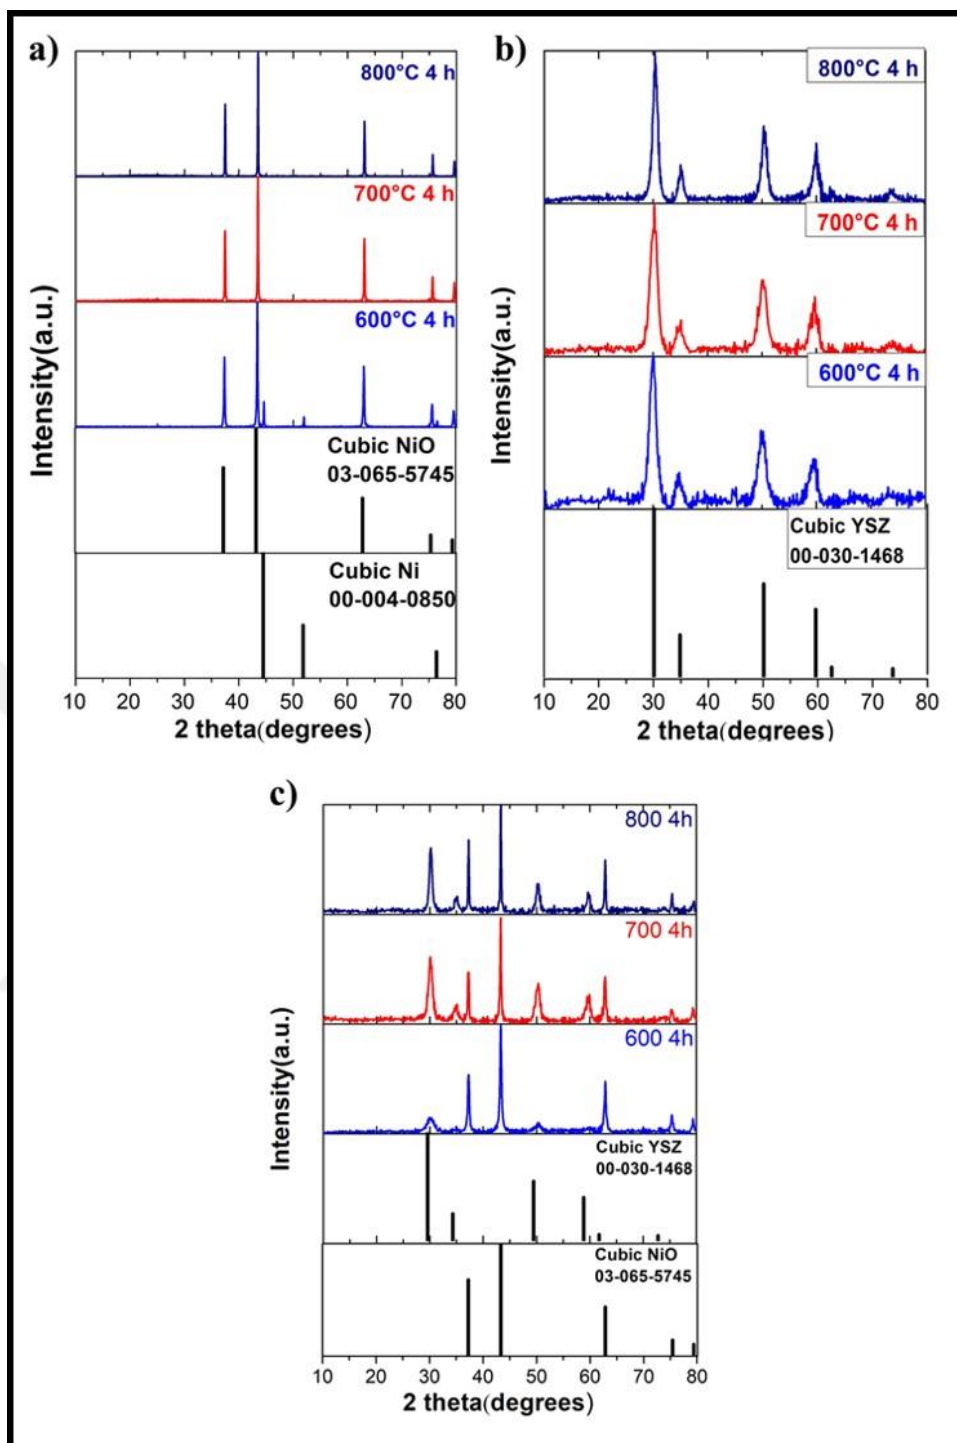 a)
800°C 4 h
700°C 4 h
600°C 4 h
Cubic NiO
03-065-5745
Cubic Ni
00-004-0850
Intensity(a.u.)
10 20 30 40 50 60 70 80
2 theta(degrees)
b)
800°C 4 h
700°C 4 h
600°C 4 h
Cubic YSZ
00-030-1468
Intensity(a.u.)
10 20 30 40 50 60 70 80
2 theta(degrees)
c)
800 4h
700 4h
600 4h
Cubic YSZ
00-030-1468
Cubic NiO
03-065-5745
Intensity(a.u.)
10 20 30 40 50 60 70 80
2 theta(degrees)